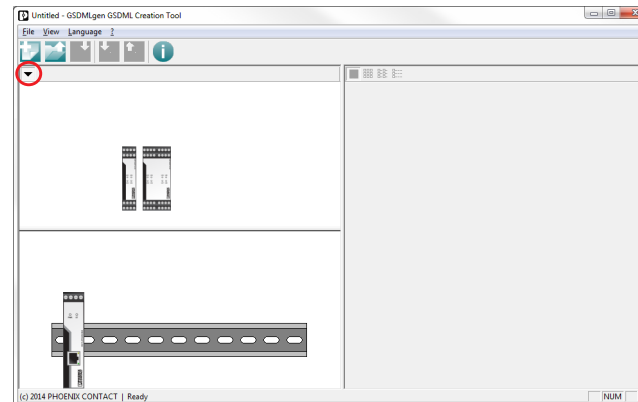 Untitled - GSDMLgen GSDML Creation Tool
File View Language ?
(c) 2014 PHOENIX CONTACT | Ready
NUM